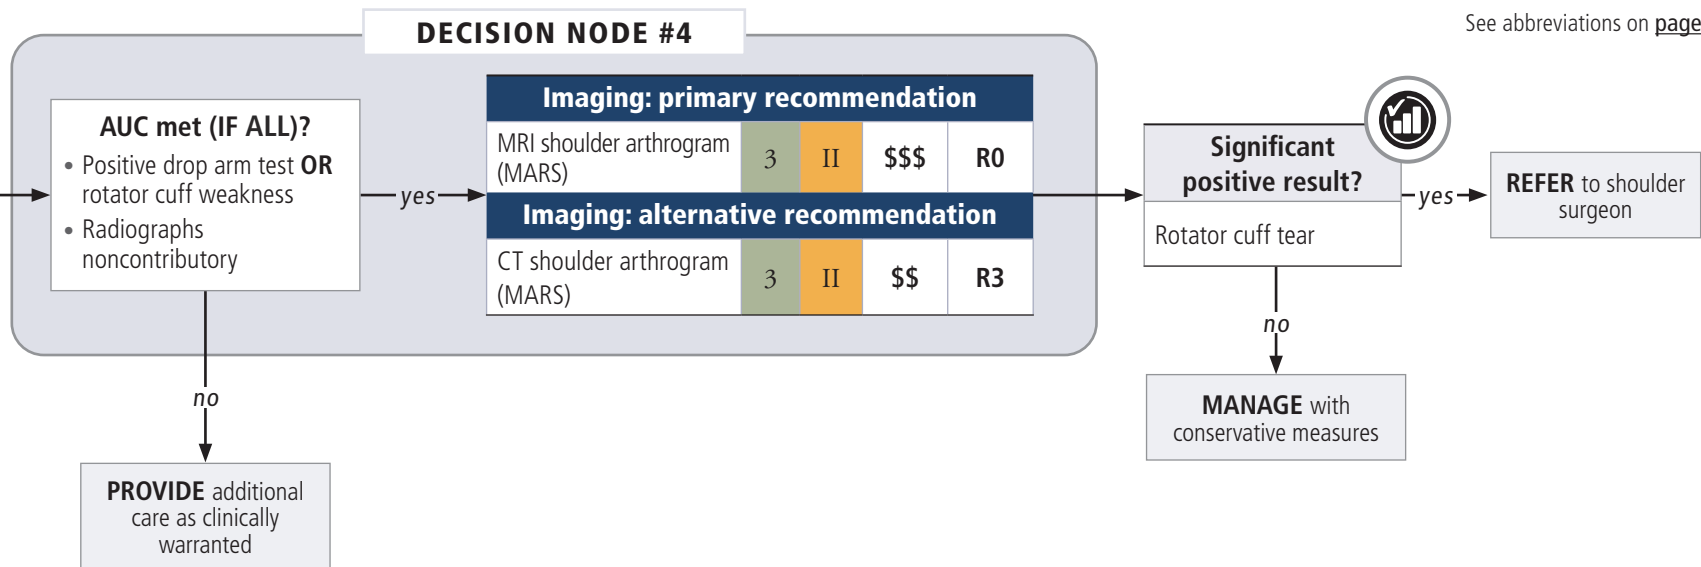 See abbreviations on page
DECISION NODE #4
AUC met (IF ALL)?
• Positive drop arm test OR
rotator cuff weakness
• Radiographs
noncontributory
yes
Imaging: primary recommendation
MRI shoulder arthrogram
(MARS)
3
II
$$$
R0
Imaging: alternative recommendation
CT shoulder arthrogram
(MARS)
3
II
$$
R3
Significant
positive result?
Rotator cuff tear
yes
REFER to shoulder
surgeon
no
MANAGE with
conservative measures
no
PROVIDE additional
care as clinically
warranted